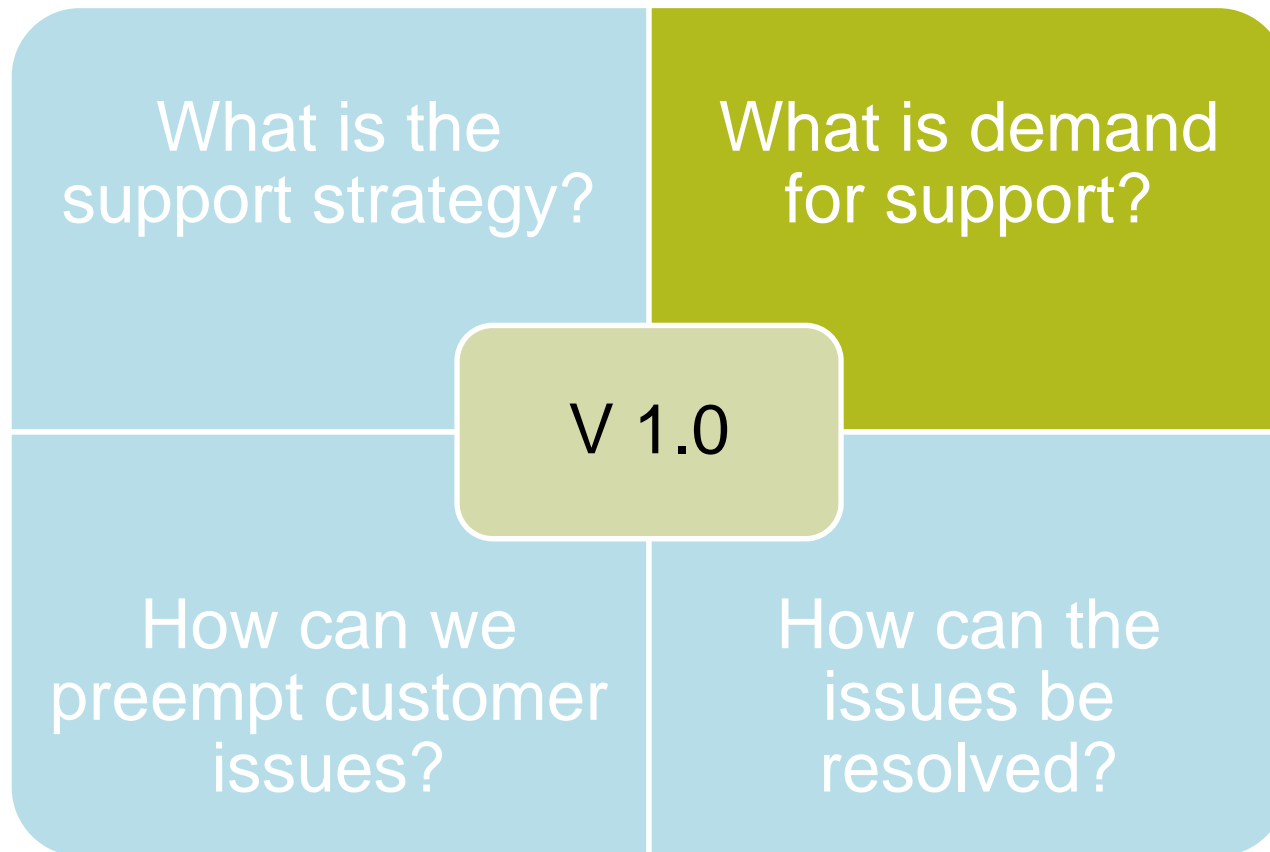 What is the
support strategy?
What is demand
for support?
V 1.0
How can we
preempt customer
issues?
How can the
issues be
resolved?